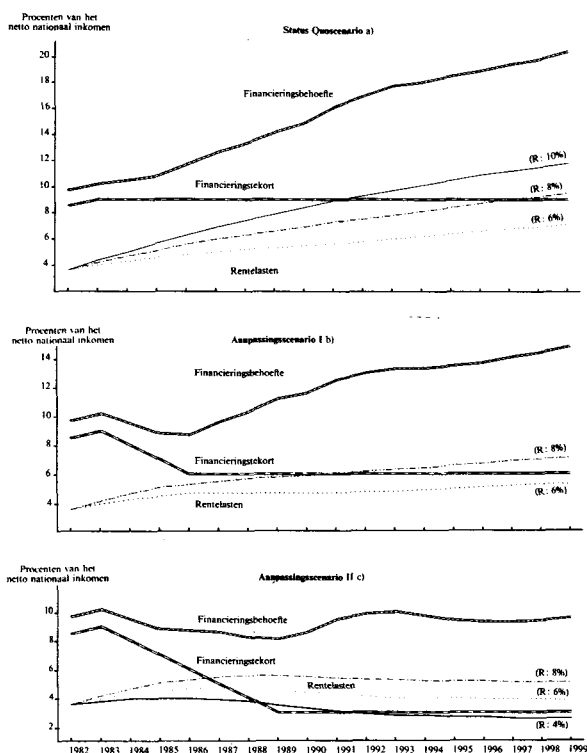 Procenten van het
netto nationaal inkomen
Status Quoscenario a)
20
18
16
14
12
10
8
6
4
Financieringsbehoefte
Financieringstekort
Rentelasten
(R: 10%)
(R: 8%)
(R: 6%)
Procenten van het
netto nationaal inkomen
Aanpassingsscenario I b)
14
12
10
8
6
4
Financieringsbehoefte
Financieringstekort
Rentelasten
(R: 8%)
(R: 6%)
Procenten van het
netto nationaal inkomen
Aanpassingsscenario II c)
10
8
6
4
2
Financieringsbehoefte
Financieringstekort
Rentelasten
(R: 8%)
(R: 6%)
(R: 4%)
1982 1983 1984 1985 1986 1987 1988 1989 1990 1991 1992 1993 1994 1995 1996 1997 1998 1999